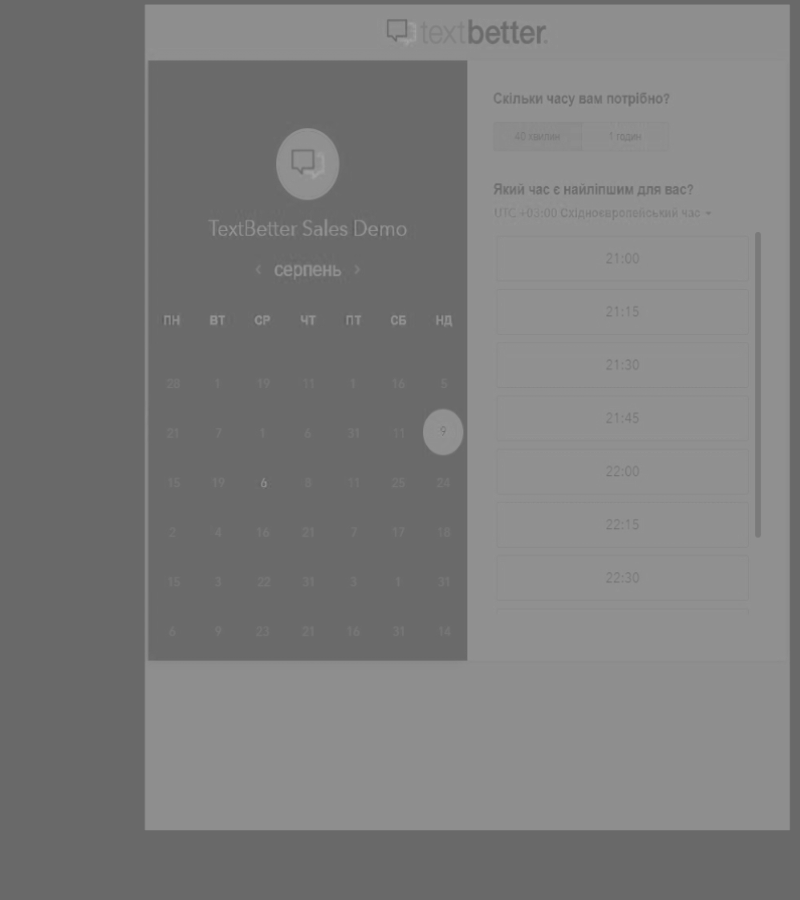 textbetter.
TextBetter Sales Demo
‹ серпень ›
ПН ВТ СР ЧТ ПТ СБ НД
28 1 19 11 1 16 5
21 7 1 6 31 11 9
15 19 6 8 11 26 24
2 4 16 21 7 17 18
15 3 22 31 3 1 31
6 9 23 21 16 31 14
Скільки часу вам потрібно?
40 хвилин 1 годин
Який час є найліпшим для вас?
UTC +03:00 Східноєвропейський час
21:00
21:15
21:30
21:45
22:00
22:15
22:30